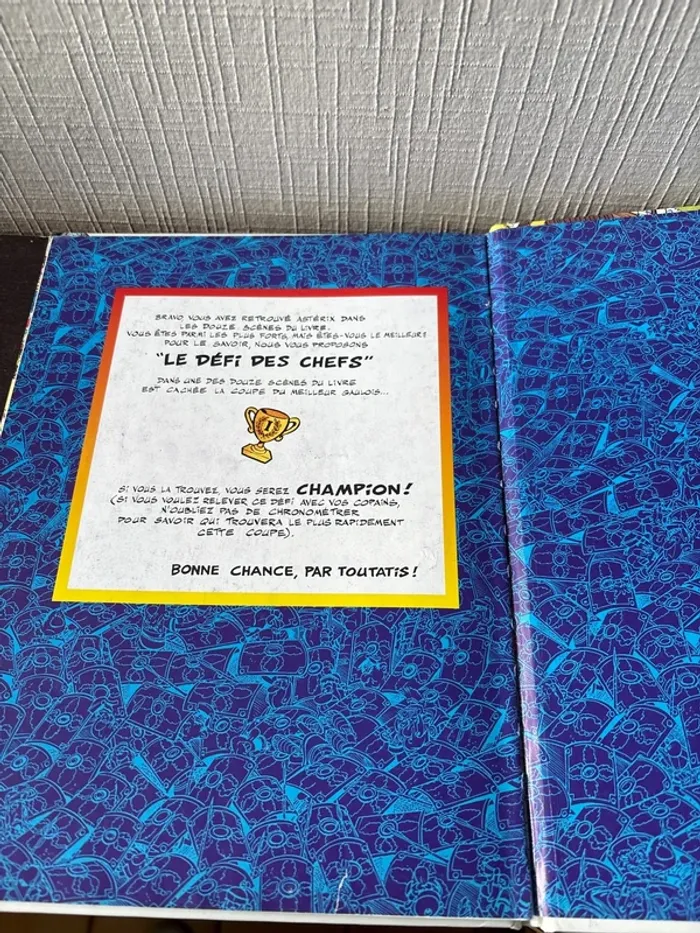 BRAVO, VOUS AVEZ RETROUVÉ ASTÉRIX DANS
LES DOUZE SCÈNES DU LIVRE.
VOUS ÊTES PARMI LES PLUS FORTS, MAIS ÊTES-VOUS LE MEILLEUR?
POUR LE SAVOIR, NOUS VOUS PROPOSONS
"LE DÉFI DES CHEFS"
DANS UNE DES DOUZE SCÈNES DU LIVRE
EST CACHÉE LA COUPE DU MEILLEUR GAULOIS...
I
SI VOUS LA TROUVEZ, VOUS SEREZ CHAMPION!
(SI VOUS VOULEZ RELEVER CE DÉFI AVEC VOS COPAINS,
N'OUBLIEZ PAS DE CHRONOMÉTRER
POUR SAVOIR QUI TROUVERA LE PLUS RAPIDEMENT
CETTE COUPE).
BONNE CHANCE, PAR TOUTATIS!